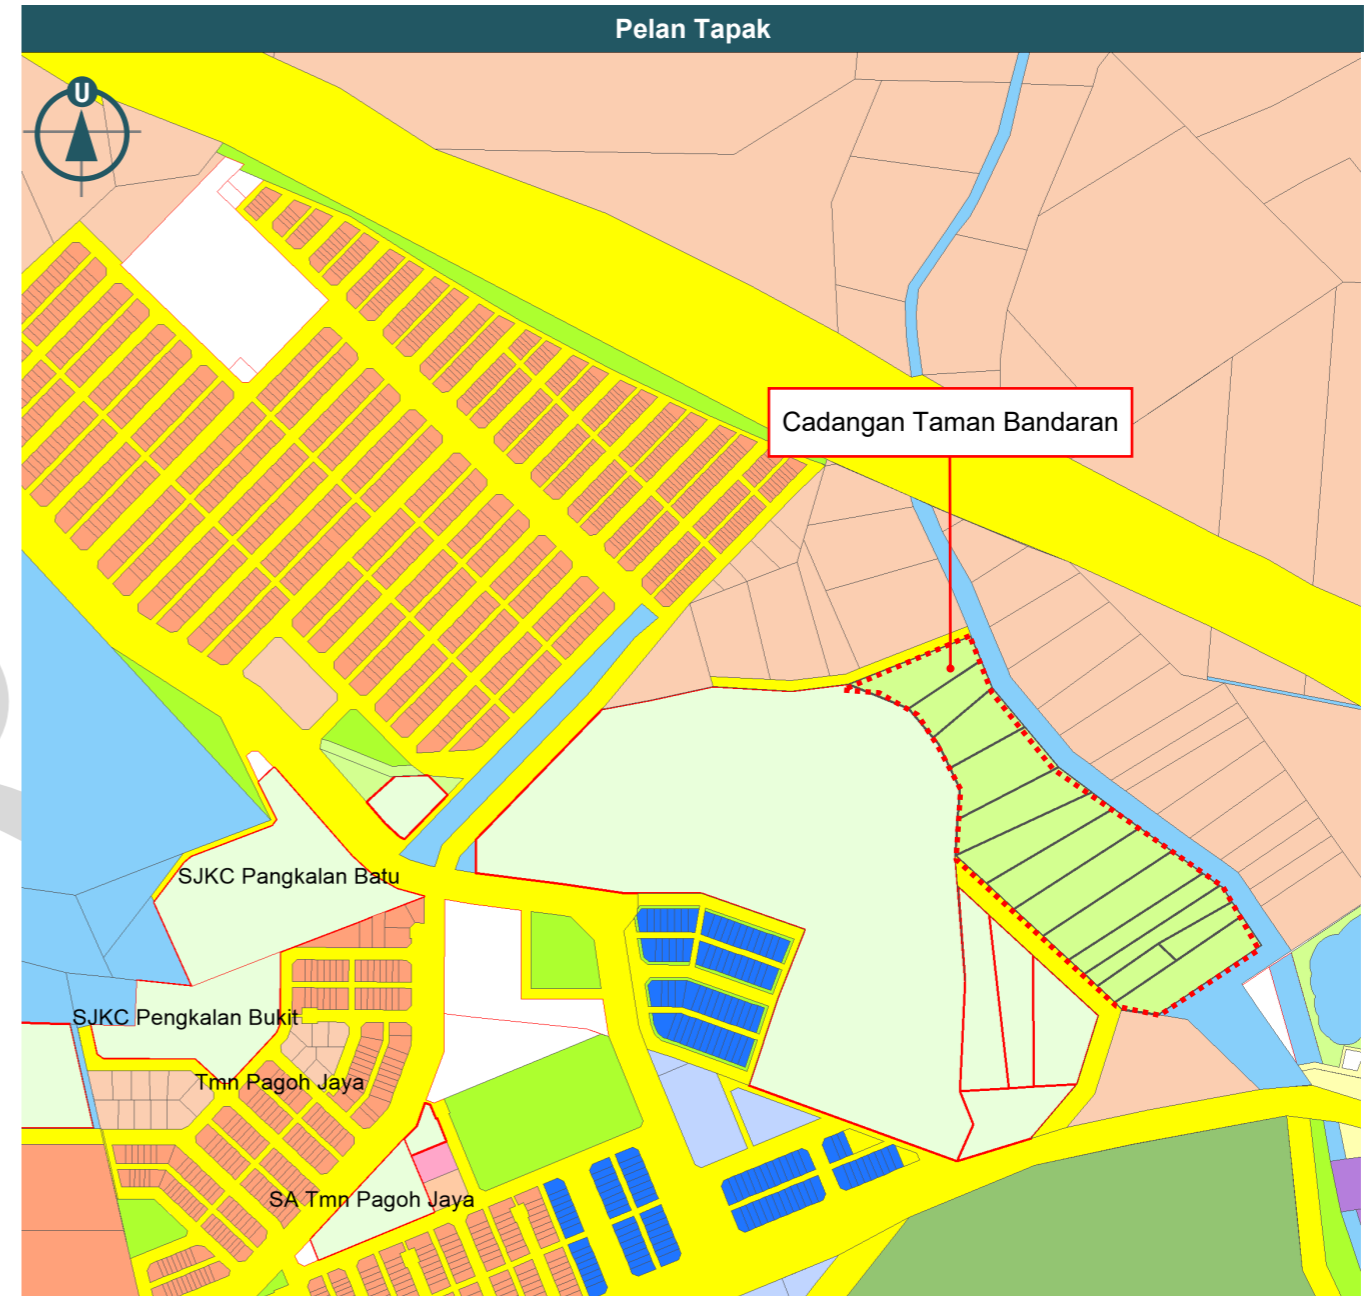 Pelan Tapak
U
Cadangan Taman Bandaran
SJKC Pangkalan Batu
SJKC Pengkalan Bukit
Tmn Pagoh Jaya
SA Tmn Pagoh Jaya